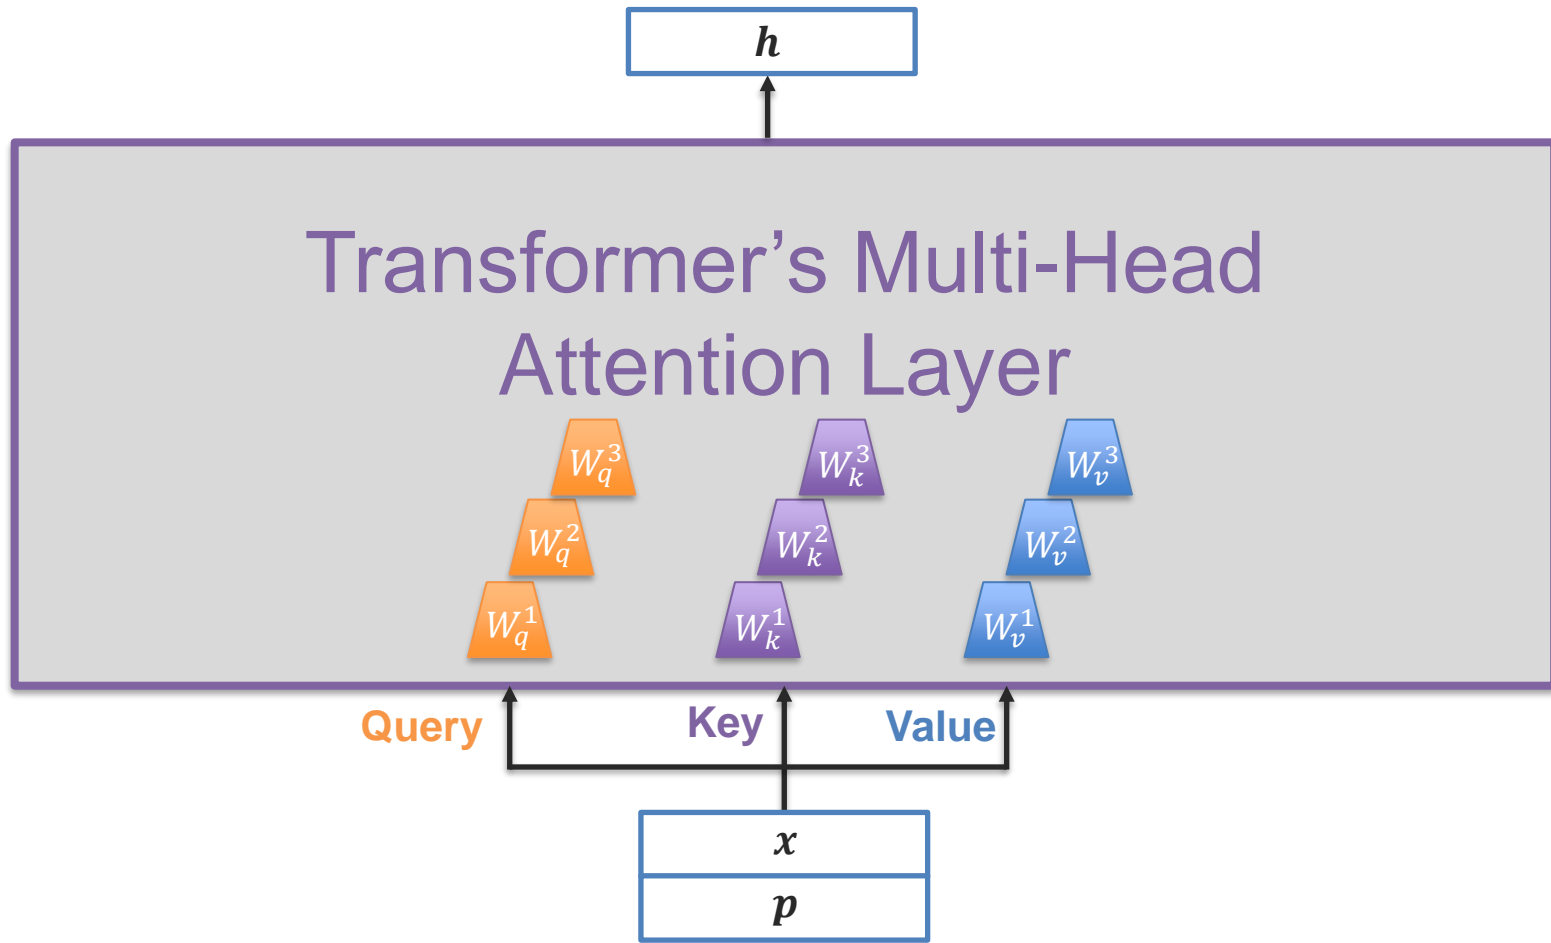 h
Transformer's Multi-Head
Attention Layer
W_q^3 W_k^3 W_v^3
W_q^2 W_k^2 W_v^2
W_q^1 W_k^1 W_v^1
Query Key Value
x
p